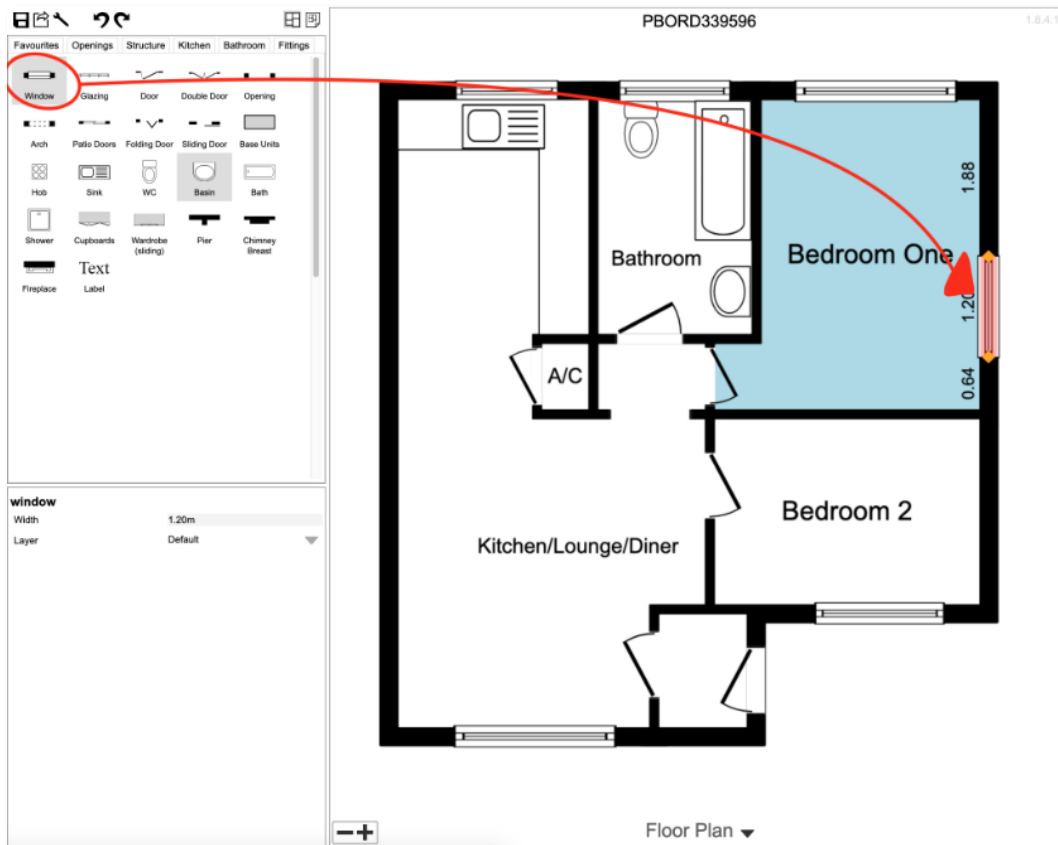 PBORD339596
1.8.4.1
Favourites Openings Structure Kitchen Bathroom Fittings
Window Glazing Door Double Door Opening
Arch Patio Doors Folding Door Sliding Door Base Units
Hob Sink WC Basin Bath
Shower Cupboards Wardrobe (sliding) Pier Chimney Breast
Fireplace Text Label
window
Width 1.20m
Layer Default
Bathroom
Bedroom One
1.88
1.20
0.64
A/C
Bedroom 2
Kitchen/Lounge/Diner
Floor Plan